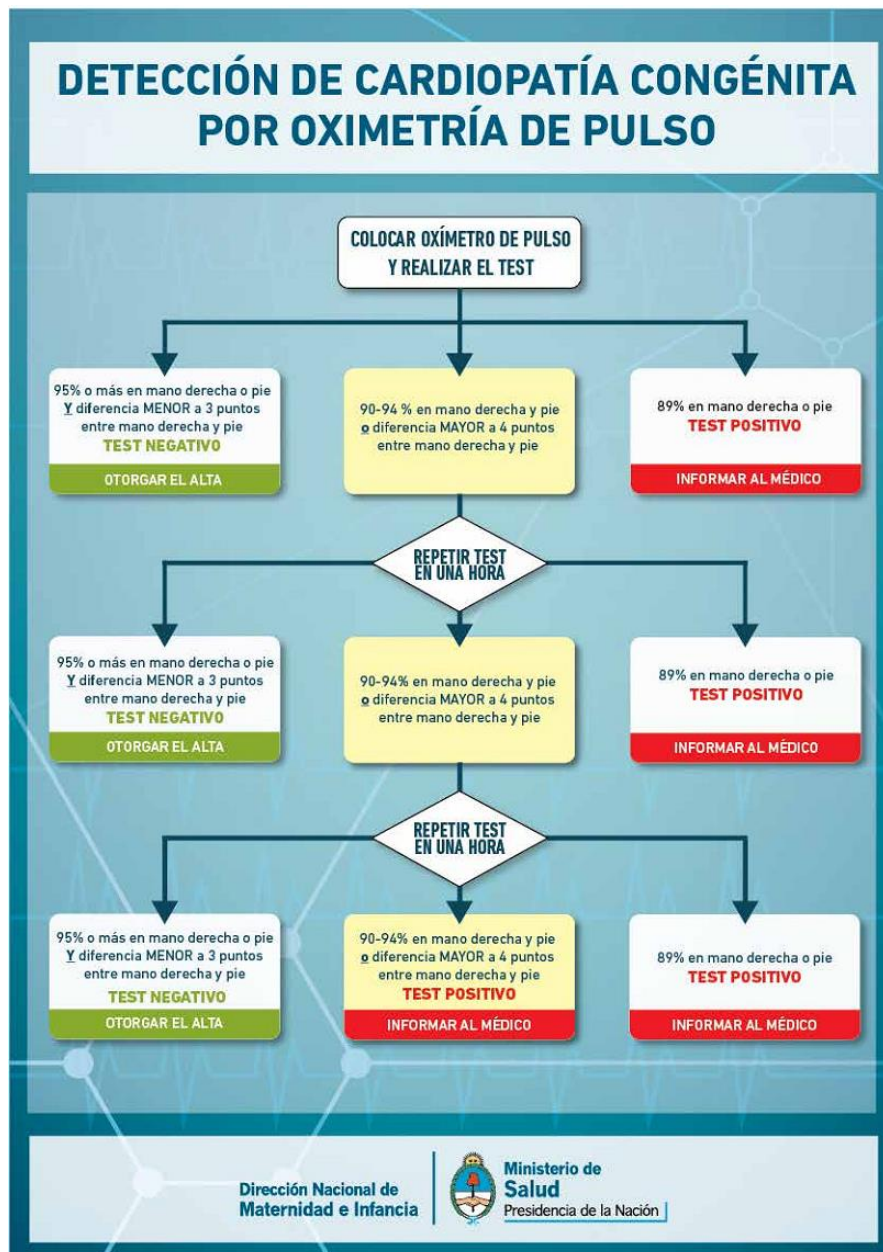 DETECCIÓN DE CARDIOPATÍA CONGÉNITA
POR OXIMETRÍA DE PULSO
COLOCAR OXÍMETRO DE PULSO
Y REALIZAR EL TEST
95% o más en mano derecha o pie
Y diferencia MENOR a 3 puntos
entre mano derecha y pie
TEST NEGATIVO
OTORGAR EL ALTA
90-94 % en mano derecha y pie
o diferencia MAYOR a 4 puntos
entre mano derecha y pie
89% en mano derecha o pie
TEST POSITIVO
INFORMAR AL MÉDICO
REPETIR TEST
EN UNA HORA
95% o más en mano derecha o pie
Y diferencia MENOR a 3 puntos
entre mano derecha y pie
TEST NEGATIVO
OTORGAR EL ALTA
90-94% en mano derecha y pie
o diferencia MAYOR a 4 puntos
entre mano derecha y pie
89% en mano derecha o pie
TEST POSITIVO
INFORMAR AL MÉDICO
REPETIR TEST
EN UNA HORA
95% o más en mano derecha o pie
Y diferencia MENOR a 3 puntos
entre mano derecha y pie
TEST NEGATIVO
OTORGAR EL ALTA
90-94% en mano derecha y pie
o diferencia MAYOR a 4 puntos
entre mano derecha y pie
TEST POSITIVO
INFORMAR AL MÉDICO
89% en mano derecha o pie
TEST POSITIVO
INFORMAR AL MÉDICO
Dirección Nacional de
Maternidad e Infancia
Ministerio de
Salud
Presidencia de la Nación